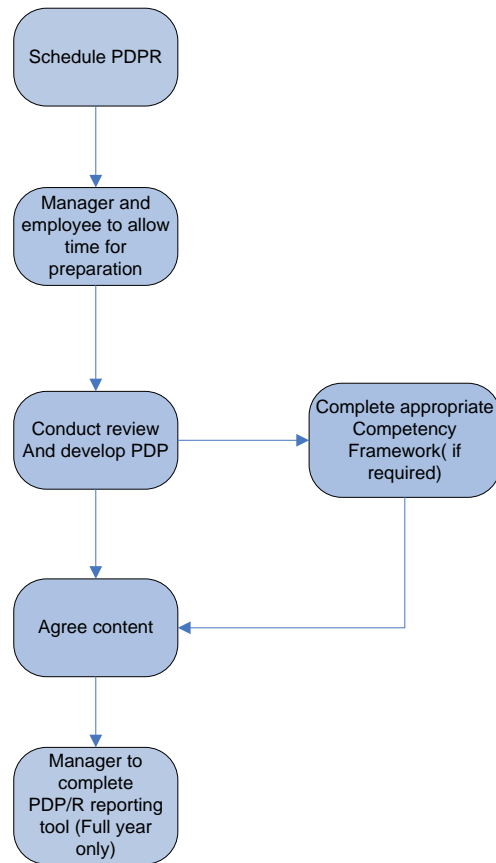 Schedule PDPR
Manager and
employee to allow
time for
preparation
Conduct review
And develop PDP
Complete appropriate
Competency
Framework( if
required)
Agree content
Manager to
complete
PDP/R reporting
tool (Full year
only)